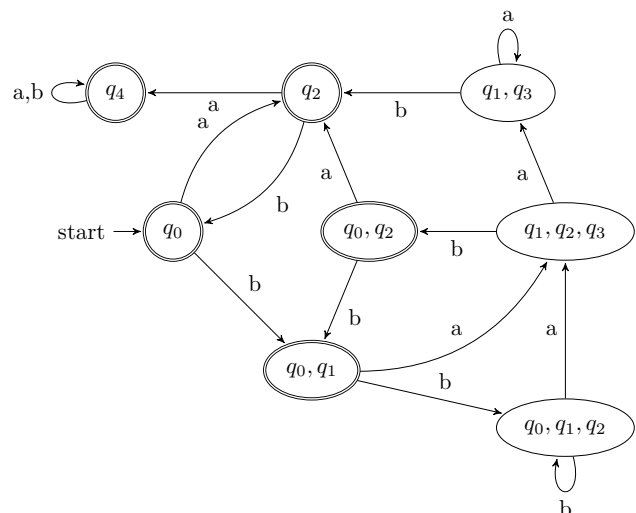 a
a,b
q4
q2
q1, q3
a
b
a
b
a
a
start
q0
q0, q2
q1, q2, q3
b
b
b
a
a
q0, q1
b
q0, q1, q2
b